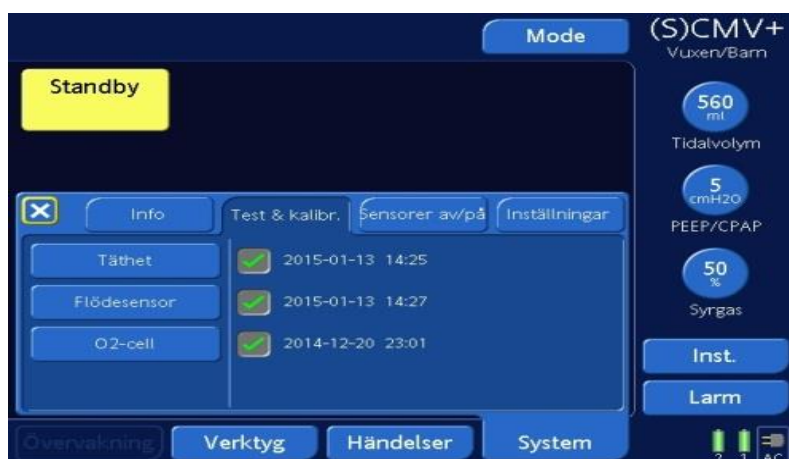 Mode
(S)CMV+
Vuxen/Barn
Standby
560
ml
Tidalvolym
5
cmH2O
PEEP/CPAP
50
%
Syrgas
Info
Test & kalibr.
Sensorer av/på
Inställningar
Täthet
2015-01-13 14:25
Flödesensor
2015-01-13 14:27
O2-cell
2014-12-20 23:01
Inst.
Larm
Övervakning
Verktyg
Händelser
System
2 1 AC